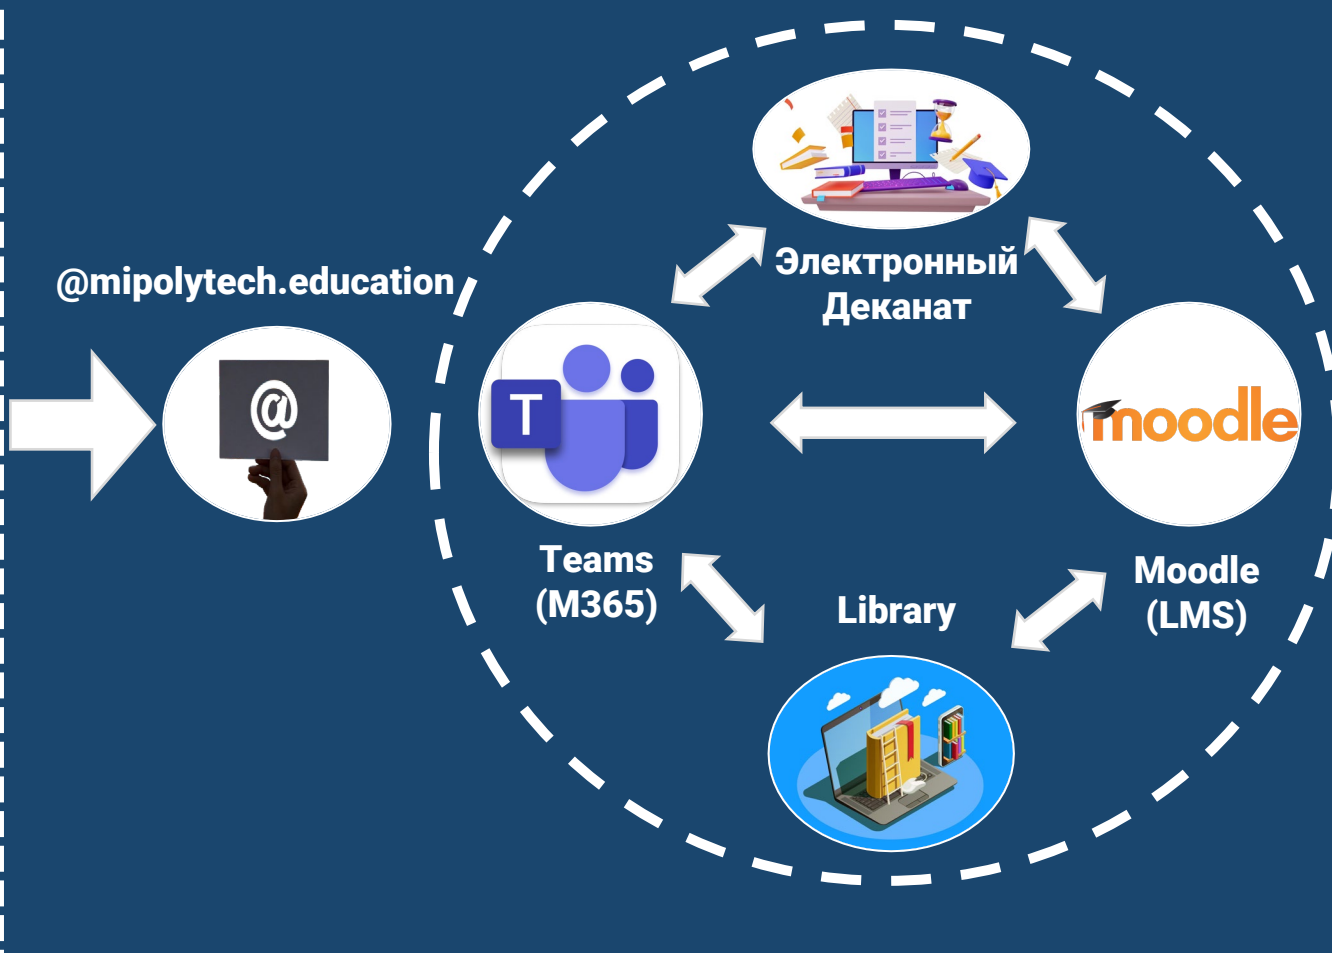 @mipolytech.education
@
Электронный
Деканат
T
moodle
Teams
(M365)
Moodle
(LMS)
Library